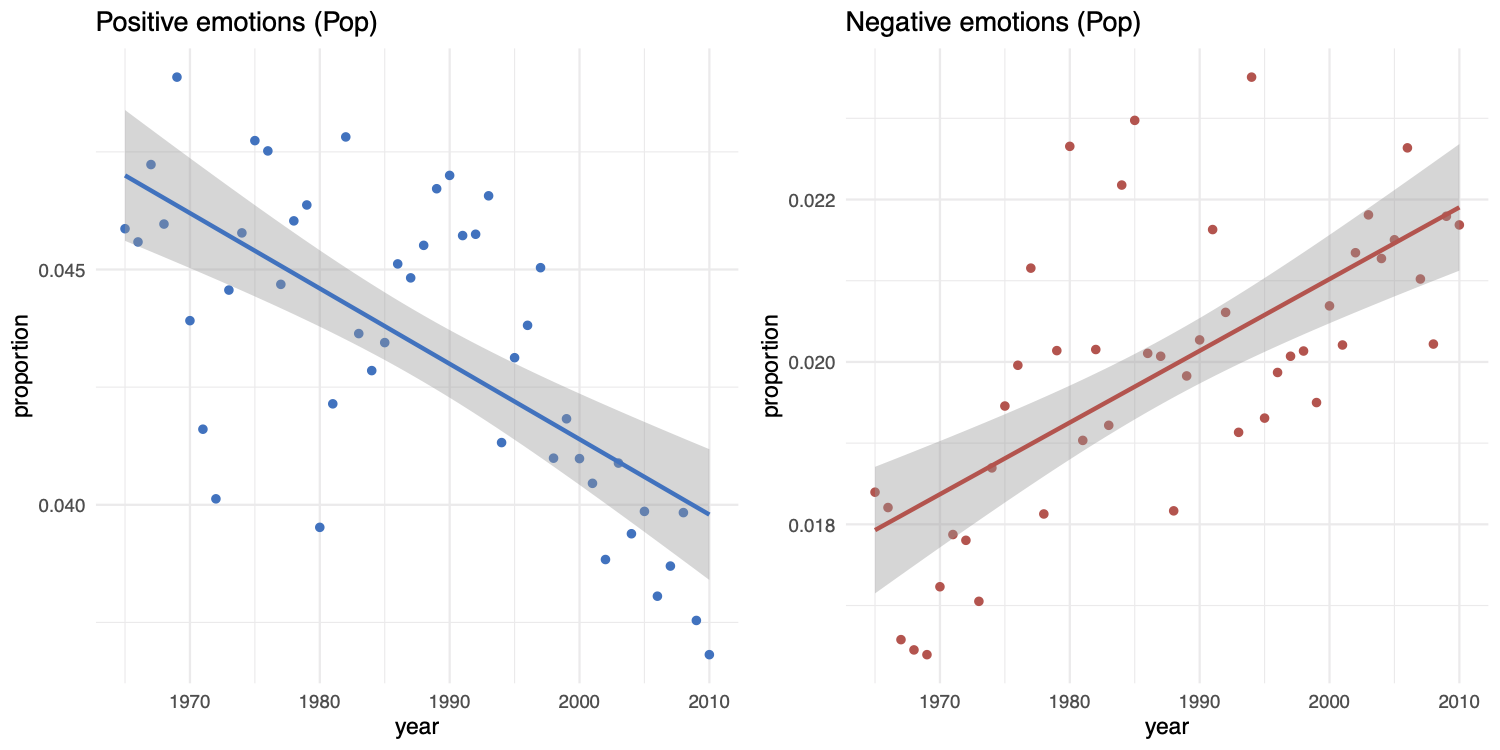 Positive emotions (Pop)
proportion
0.045
0.040
1970 1980 1990 2000 2010
year
Negative emotions (Pop)
proportion
0.022
0.020
0.018
1970 1980 1990 2000 2010
year